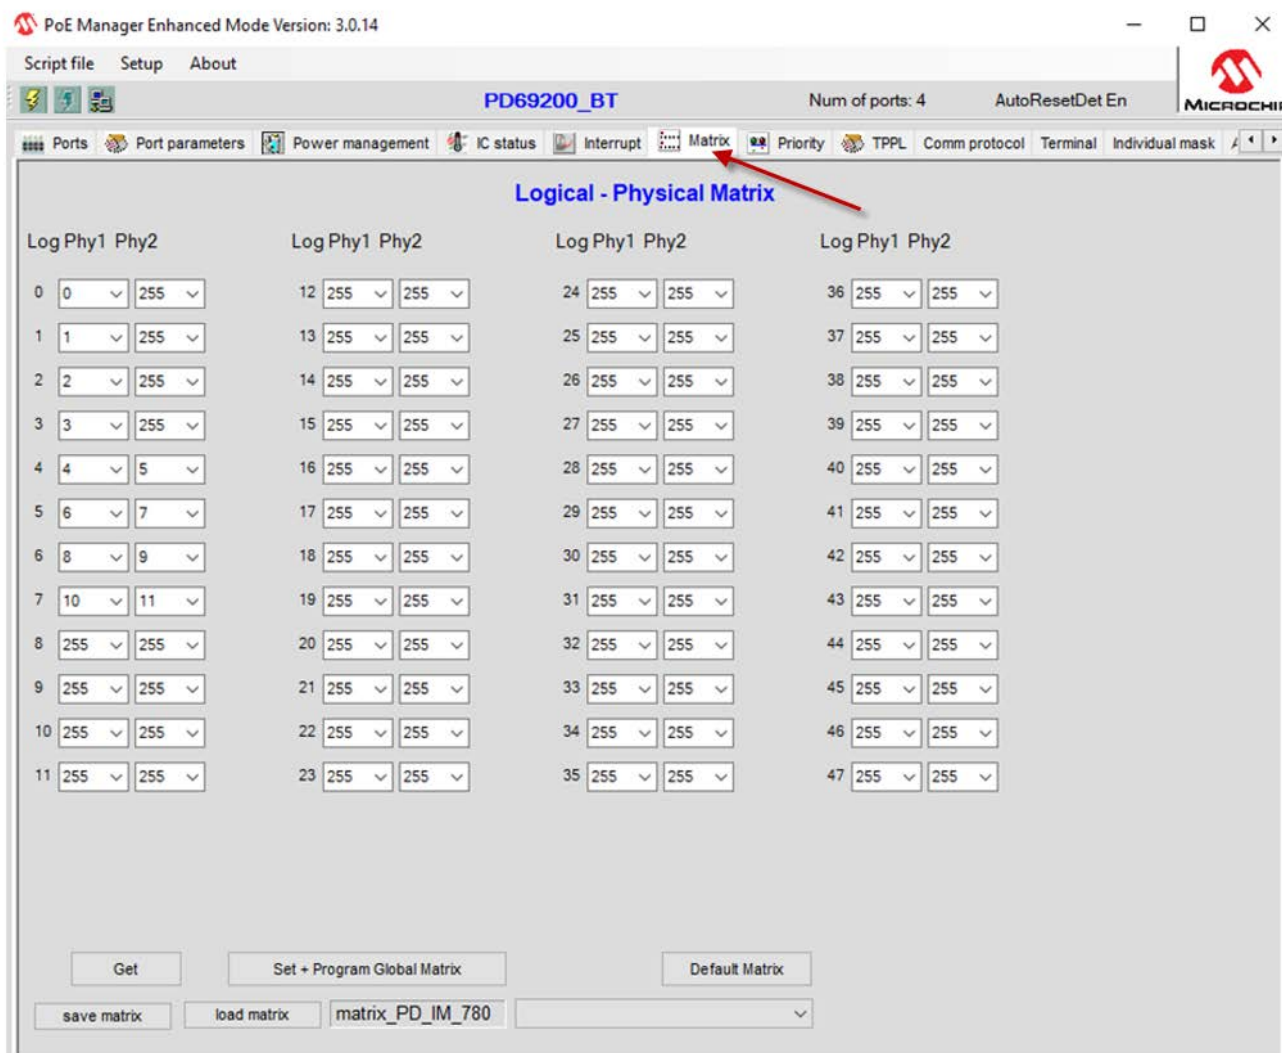 PoE Manager Enhanced Mode Version: 3.0.14
Script file Setup About
PD69200_BT Num of ports: 4 AutoResetDet En MICROCHIP
Ports Port parameters Power management IC status Interrupt Matrix Priority TPPL Comm protocol Terminal Individual mask
Logical - Physical Matrix
Log Phy1 Phy2 Log Phy1 Phy2 Log Phy1 Phy2 Log Phy1 Phy2
0 0 255 12 255 255 24 255 255 36 255 255
1 1 255 13 255 255 25 255 255 37 255 255
2 2 255 14 255 255 26 255 255 38 255 255
3 3 255 15 255 255 27 255 255 39 255 255
4 4 5 16 255 255 28 255 255 40 255 255
5 6 7 17 255 255 29 255 255 41 255 255
6 8 9 18 255 255 30 255 255 42 255 255
7 10 11 19 255 255 31 255 255 43 255 255
8 255 255 20 255 255 32 255 255 44 255 255
9 255 255 21 255 255 33 255 255 45 255 255
10 255 255 22 255 255 34 255 255 46 255 255
11 255 255 23 255 255 35 255 255 47 255 255
Get Set + Program Global Matrix Default Matrix
save matrix load matrix matrix_PD_IM_780